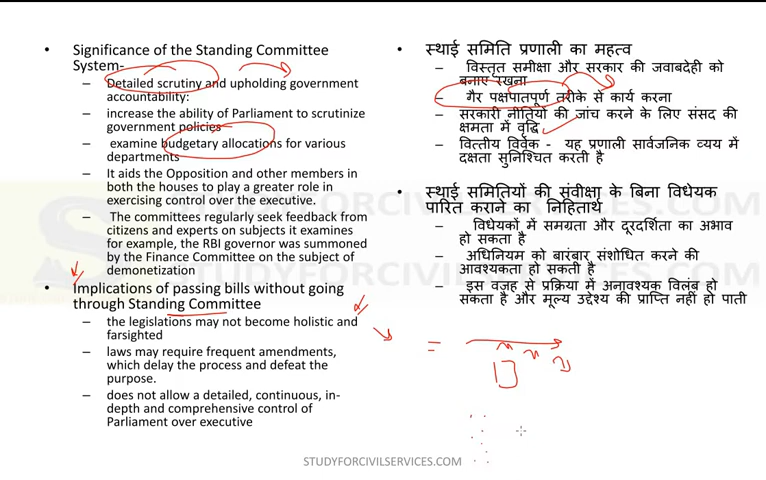 • Significance of the Standing Committee
System-
– Detailed scrutiny and upholding government
accountability:
– increase the ability of Parliament to scrutinize
government policies
– examine budgetary allocations for various
departments
– It aids the Opposition and other members in
both the houses to play a greater role in
exercising control over the executive.
– The committees regularly seek feedback from
citizens and experts on subjects it examines
for example, the RBI governor was summoned
by the Finance Committee on the subject of
demonetization
• Implications of passing bills without going
through Standing Committee
– the legislations may not become holistic and
farsighted
– laws may require frequent amendments,
which delay the process and defeat the
purpose.
– does not allow a detailed, continuous, in-
depth and comprehensive control of
Parliament over executive
• स्थाई समिति प्रणाली का महत्व
– विस्तृत समीक्षा और सरकार की जवाबदेही को
बनाए रखना
– गैर पक्षपातपूर्ण तरीके से कार्य करना
– सरकारी नीतियों की जांच करने के लिए संसद की
क्षमता में वृद्धि
– वित्तीय विवेक - यह प्रणाली सार्वजनिक व्यय में
दक्षता सुनिश्चित करती है
• स्थाई समितियों की संवीक्षा के बिना विधेयक
पारित कराने का निहितार्थ
– विधेयकों में समग्रता और दूरदर्शिता का अभाव
हो सकता है
– अधिनियम को बारंबार संशोधित करने की
आवश्यकता हो सकती है
– इस वजह से प्रक्रिया में अनावश्यक विलंब हो
सकता है और मूल्य उद्देश्य की प्राप्ति नहीं हो पाती
STUDYFORCIVILSERVICES.COM